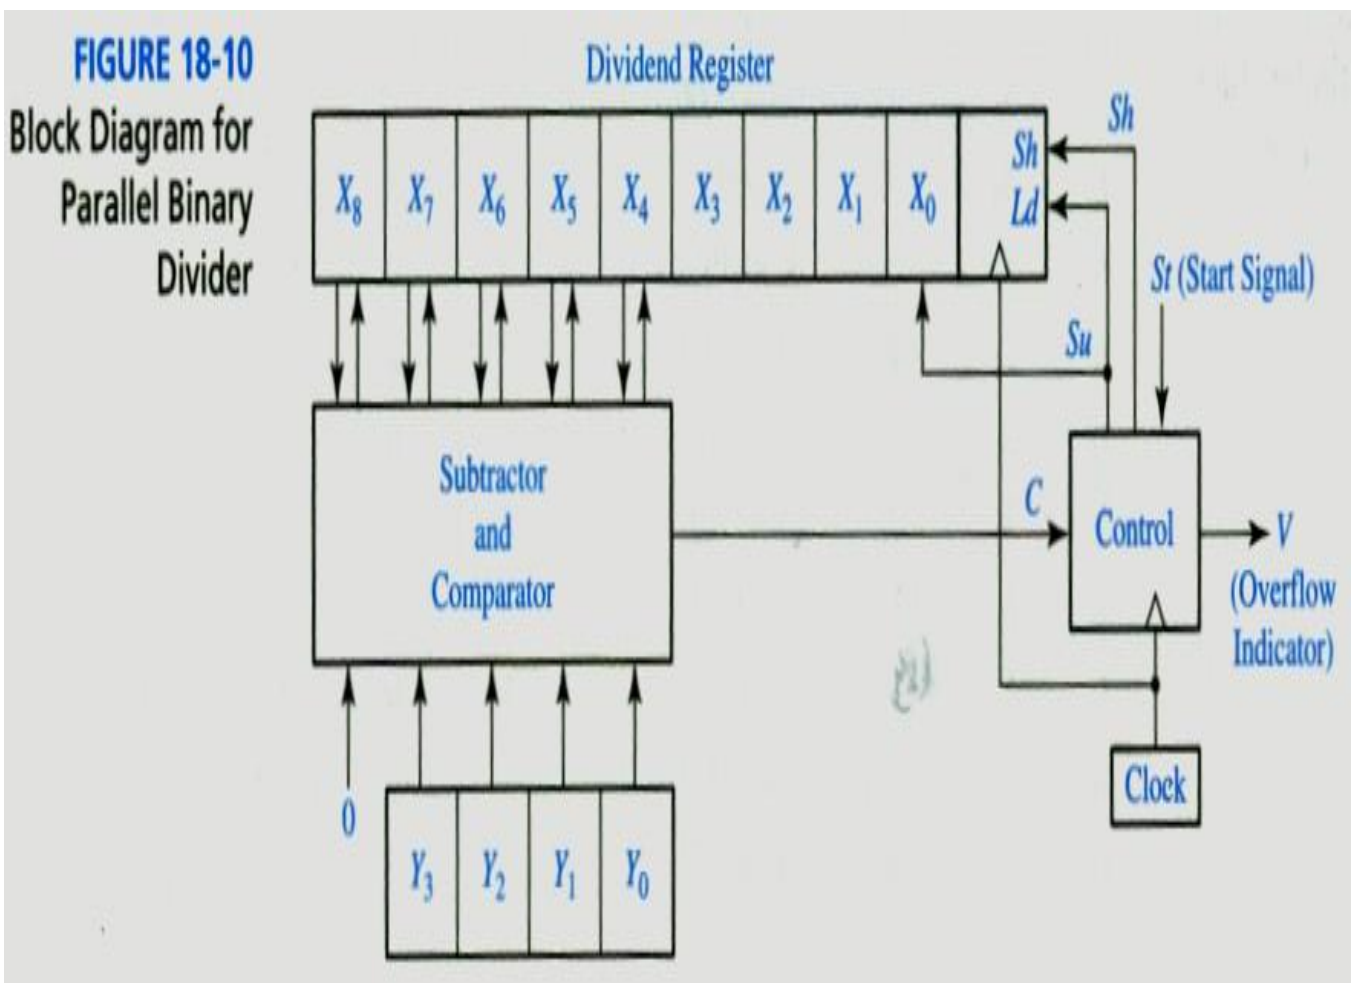 FIGURE 18-10
Block Diagram for
Parallel Binary
Divider
Dividend Register
X8 X7 X6 X5 X4 X3 X2 X1 X0
Sh
Ld
Sh
St (Start Signal)
Su
Subtractor
and
Comparator
C
Control
V
(Overflow
Indicator)
Clock
0
Y3 Y2 Y1 Y0